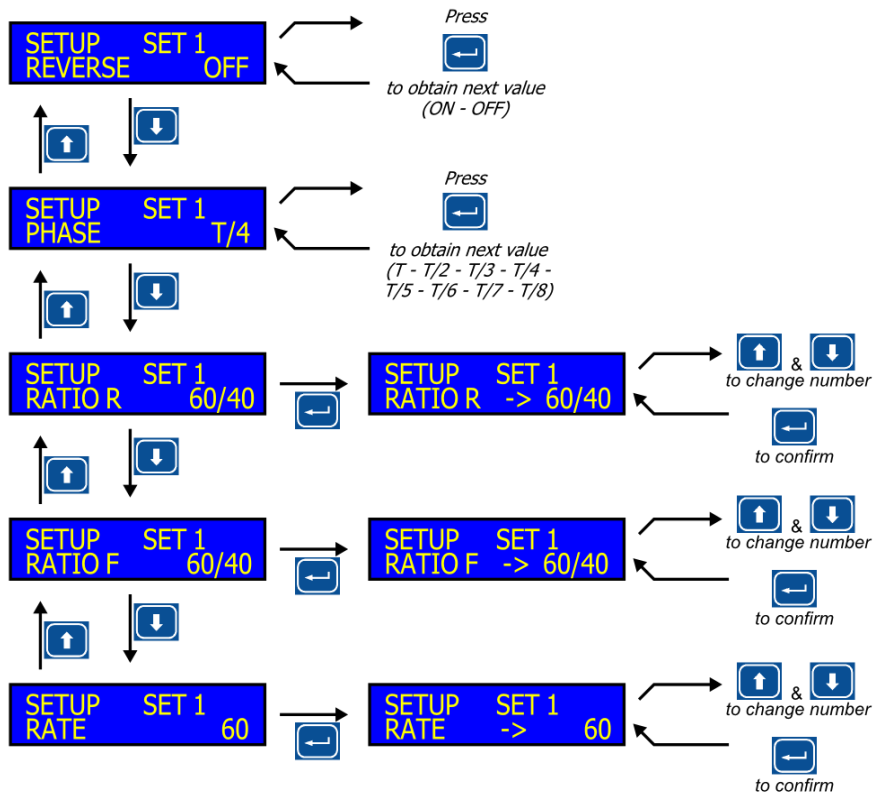 SETUP SET 1
REVERSE OFF
Press
to obtain next value
(ON - OFF)
SETUP SET 1
PHASE T/4
Press
to obtain next value
(T - T/2 - T/3 - T/4 -
T/5 - T/6 - T/7 - T/8)
SETUP SET 1
RATIO R 60/40
SETUP SET 1
RATIO R -> 60/40
&
to change number
to confirm
SETUP SET 1
RATIO F 60/40
SETUP SET 1
RATIO F -> 60/40
&
to change number
to confirm
SETUP SET 1
RATE 60
SETUP SET 1
RATE -> 60
&
to change number
to confirm